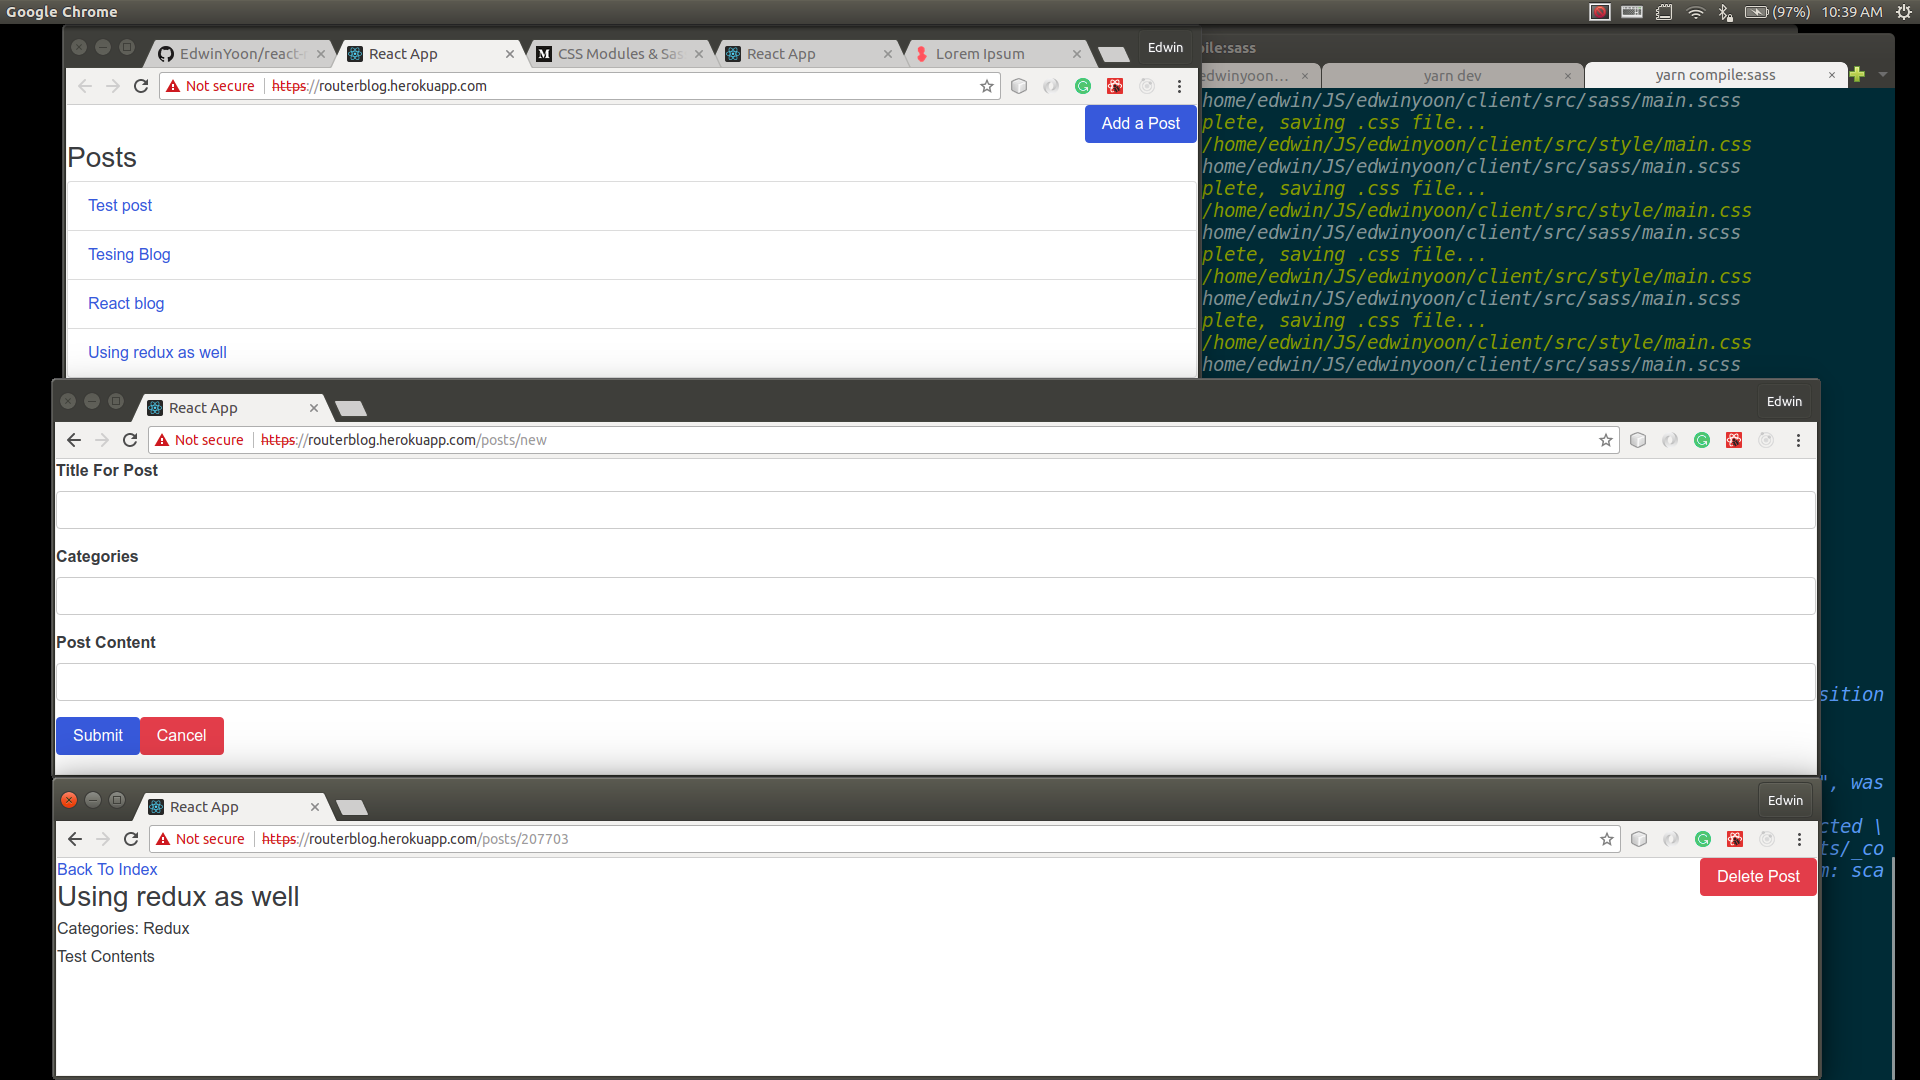 Google Chrome
(97%) 10:39 AM
EdwinYoon/react-
React App
CSS Modules & Sas
React App
Lorem Ipsum
Edwin
Not secure https://routerblog.herokuapp.com
Add a Post
Posts
Test post
Tesing Blog
React blog
Using redux as well
pile:sass
edwinyoon...
yarn dev
yarn compile:sass
home/edwin/JS/edwinyoon/client/src/sass/main.scss
plete, saving .css file...
/home/edwin/JS/edwinyoon/client/src/style/main.css
home/edwin/JS/edwinyoon/client/src/sass/main.scss
plete, saving .css file...
/home/edwin/JS/edwinyoon/client/src/style/main.css
home/edwin/JS/edwinyoon/client/src/sass/main.scss
plete, saving .css file...
/home/edwin/JS/edwinyoon/client/src/style/main.css
home/edwin/JS/edwinyoon/client/src/sass/main.scss
plete, saving .css file...
/home/edwin/JS/edwinyoon/client/src/style/main.css
home/edwin/JS/edwinyoon/client/src/sass/main.scss
React App
Edwin
Not secure https://routerblog.herokuapp.com/posts/new
Title For Post
Categories
Post Content
Submit
Cancel
sition
", was
cted \
ts/_co
m: sca
React App
Edwin
Not secure https://routerblog.herokuapp.com/posts/207703
Back To Index
Delete Post
Using redux as well
Categories: Redux
Test Contents